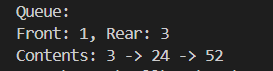 Queue:
Front: 1, Rear: 3
Contents: 3 -> 24 -> 52